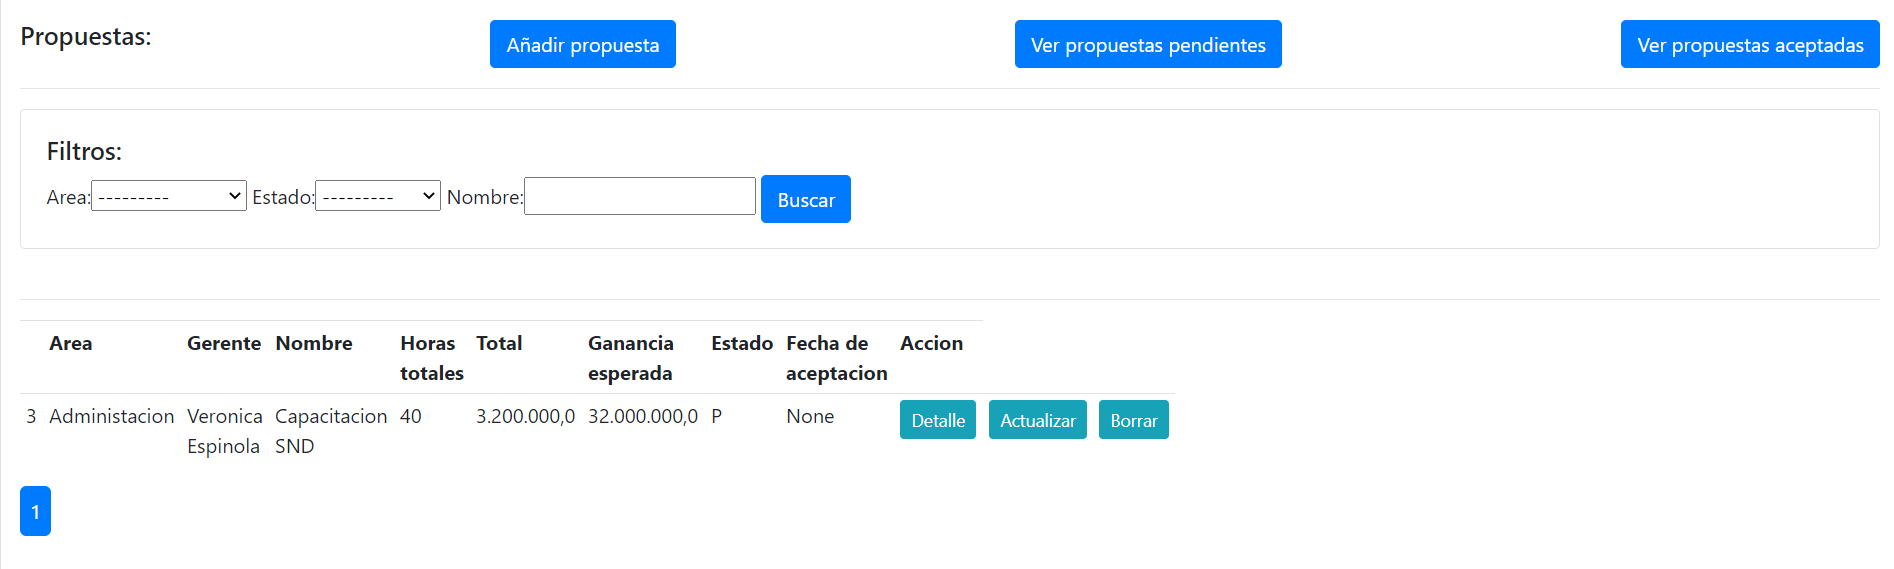 Propuestas: Añadir propuesta Ver propuestas pendientes Ver propuestas aceptadas
Filtros:
Area: --------- Estado: --------- Nombre: Buscar
Area Gerente Nombre Horas totales Total Ganancia esperada Estado Fecha de aceptacion Accion
3 Administacion Veronica Espinola Capacitacion SND 40 3.200.000,0 32.000.000,0 P None Detalle Actualizar Borrar
1